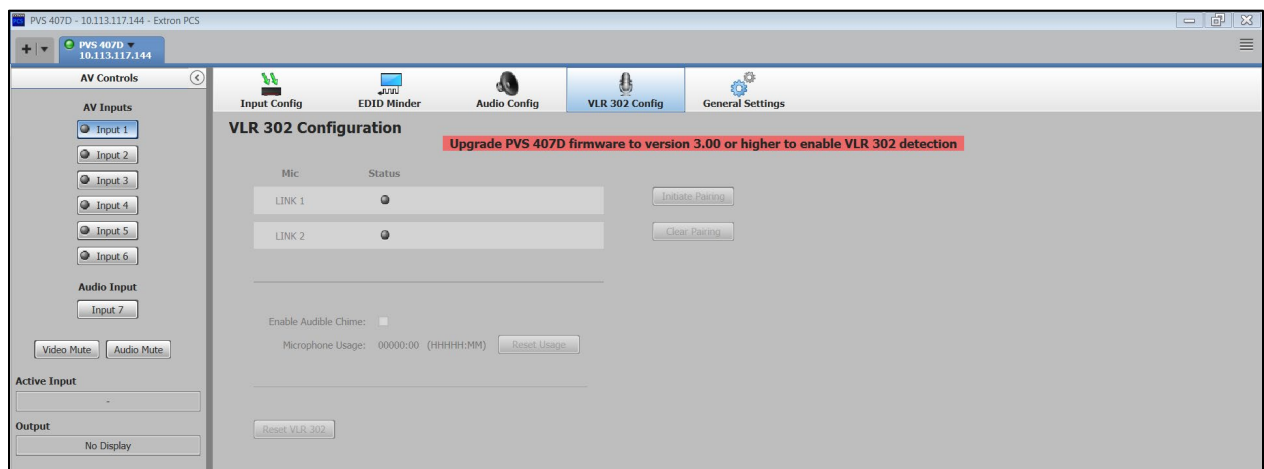 PVS 407D - 10.113.117.144 - Extron PCS
PVS 407D
10.113.117.144
AV Controls
AV Inputs
Input 1
Input 2
Input 3
Input 4
Input 5
Input 6
Audio Input
Input 7
Video Mute Audio Mute
Active Input
-
Output
No Display
Input Config EDID Minder Audio Config VLR 302 Config General Settings
VLR 302 Configuration
Upgrade PVS 407D firmware to version 3.00 or higher to enable VLR 302 detection
Mic Status
LINK 1 Initiate Pairing
LINK 2 Clear Pairing
Enable Audible Chime:
Microphone Usage: 00000:00 (HHHHH:MM) Reset Usage
Reset VLR 302